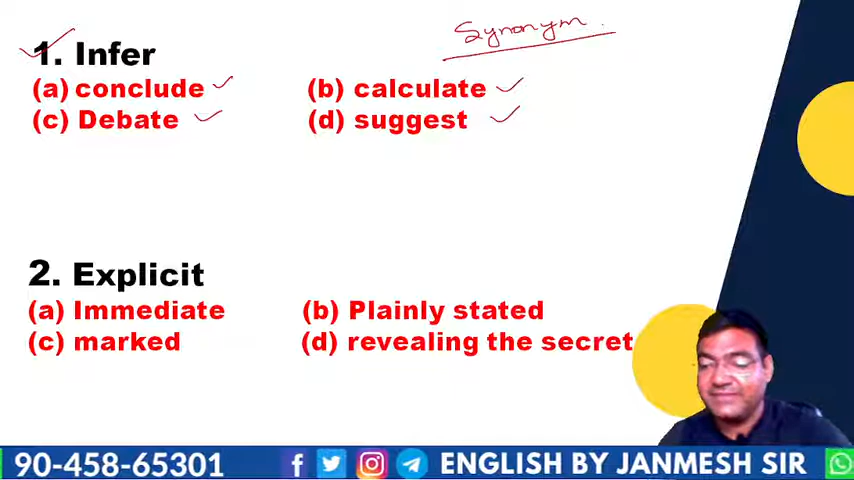 Synonym.
1. Infer
(a) conclude (b) calculate
(c) Debate (d) suggest
2. Explicit
(a) Immediate (b) Plainly stated
(c) marked (d) revealing the secret
90-458-65301 ENGLISH BY JANMESH SIR